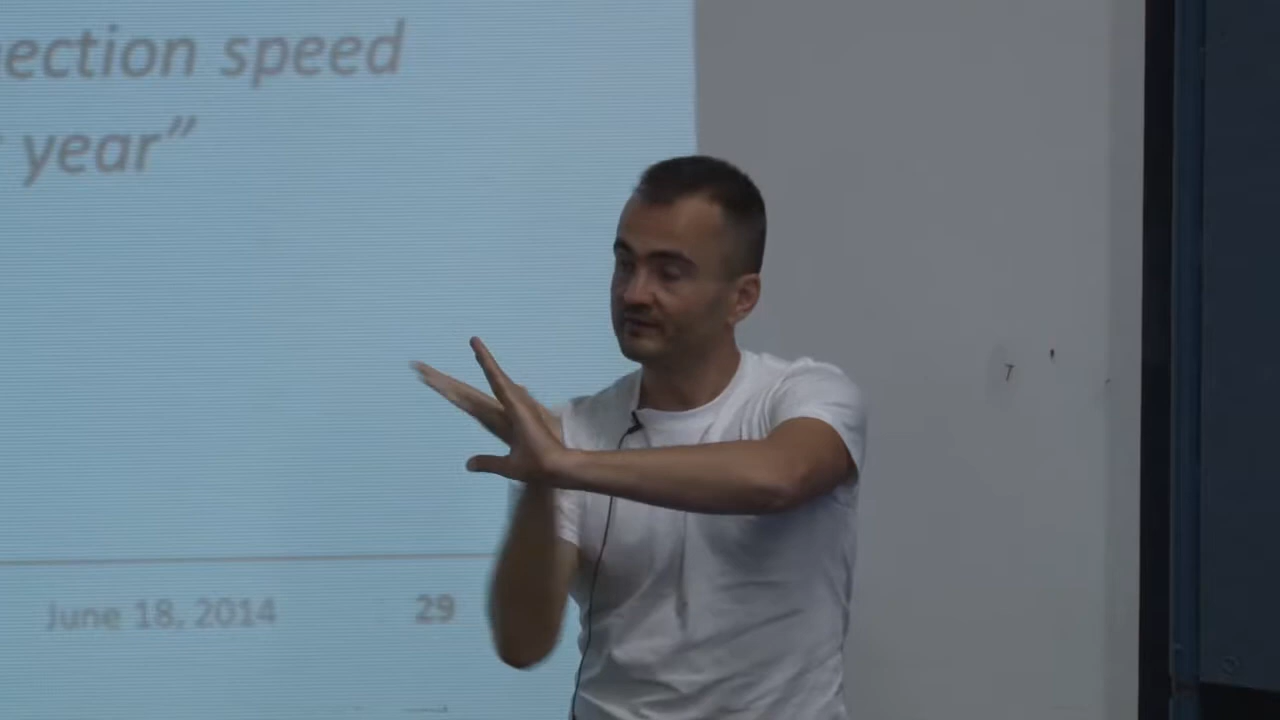 ection speed
year”
June 18, 2014 29